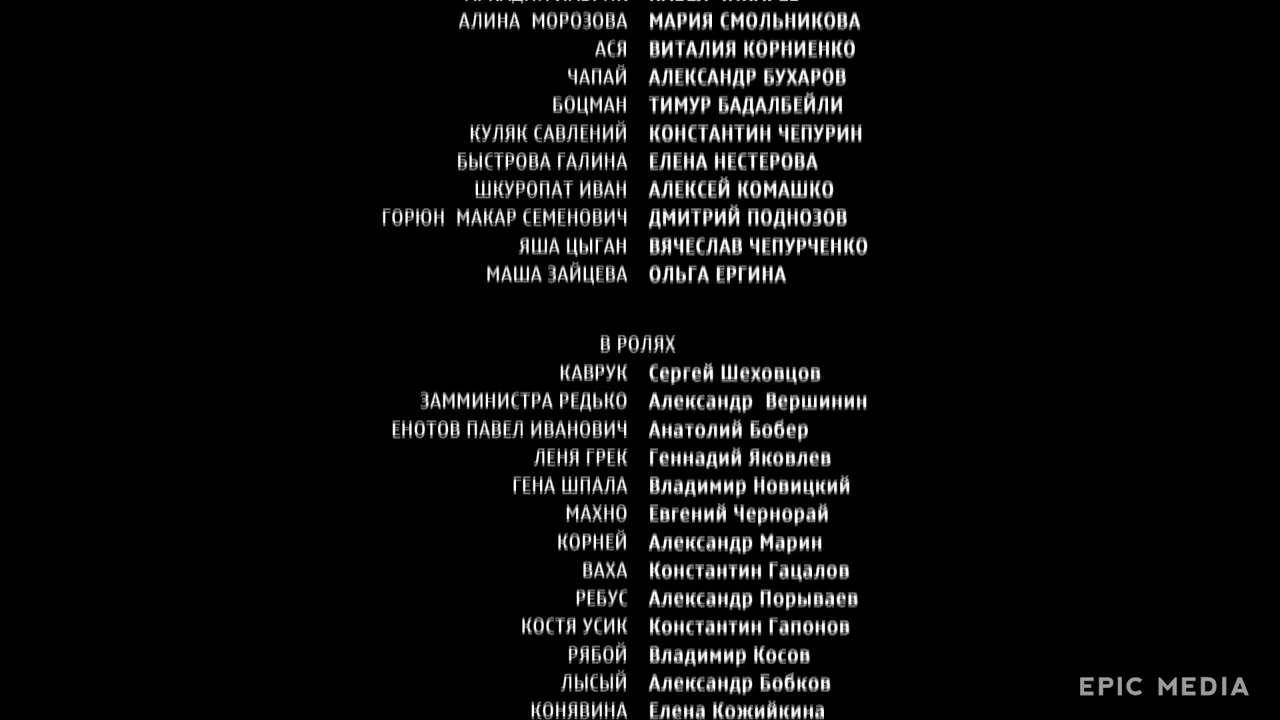 АЛИНА МОРОЗОВА МАРИЯ СМОЛЬНИКОВА
АСЯ ВИТАЛИЯ КОРНИЕНКО
ЧАПАЙ АЛЕКСАНДР БУХАРОВ
БОЦМАН ТИМУР БАДАЛБЕЙЛИ
КУЛЯК САВЛЕНИЙ КОНСТАНТИН ЧЕПУРИН
БЫСТРОВА ГАЛИНА ЕЛЕНА НЕСТЕРОВА
ШКУРОПАТ ИВАН АЛЕКСЕЙ КОМАШКО
ГОРЮН МАКАР СЕМЕНОВИЧ ДМИТРИЙ ПОДНОЗОВ
ЯША ЦЫГАН ВЯЧЕСЛАВ ЧЕПУРЧЕНКО
МАША ЗАЙЦЕВА ОЛЬГА ЕРГИНА
В РОЛЯХ
КАВРУК Сергей Шеховцов
ЗАММИНИСТРА РЕДЬКО Александр Вершинин
ЕНОТОВ ПАВЕЛ ИВАНОВИЧ Анатолий Бобер
ЛЕНЯ ГРЕК Геннадий Яковлев
ГЕНА ШПАЛА Владимир Новицкий
МАХНО Евгений Чернорай
КОРНЕЙ Александр Марин
ВАХА Константин Гацалов
РЕБУС Александр Порываев
КОСТЯ УСИК Константин Гапонов
РЯБОЙ Владимир Косов
ЛЫСЫЙ Александр Бобков
КОНЯВИНА Елена Кожийкина
EPIC MEDIA